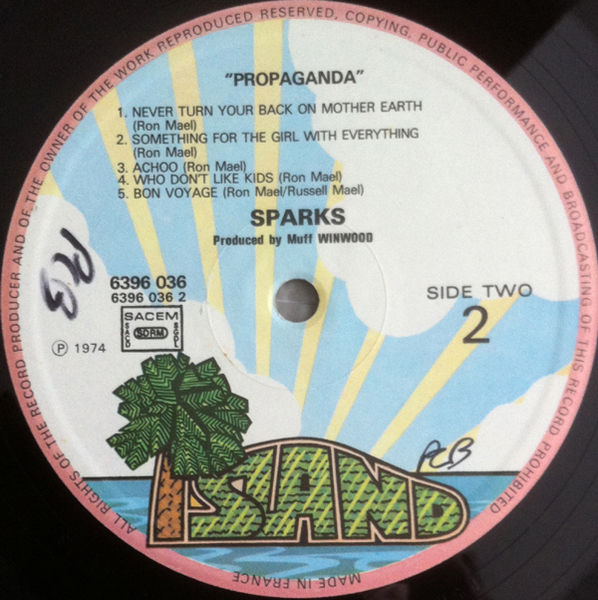 ALL RIGHTS OF THE RECORD PRODUCER AND OF THE OWNER OF THE WORK REPRODUCED RESERVED, COPYING, PUBLIC PERFORMANCE AND BROADCASTING OF THIS RECORD PROHIBITED
"PROPAGANDA"
1. NEVER TURN YOUR BACK ON MOTHER EARTH
(Ron Mael)
2. SOMETHING FOR THE GIRL WITH EVERYTHING
(Ron Mael)
3. ACHOO (Ron Mael)
4. WHO DON'T LIKE KIDS (Ron Mael)
5. BON VOYAGE (Ron Mael/Russell Mael)
SPARKS
Produced by Muff WINWOOD
PCB
6396 036
6396 036 2
SACEM
SACD SDRM SGDL
℗ 1974
SIDE TWO
2
PCB
ISLAND
MADE IN FRANCE